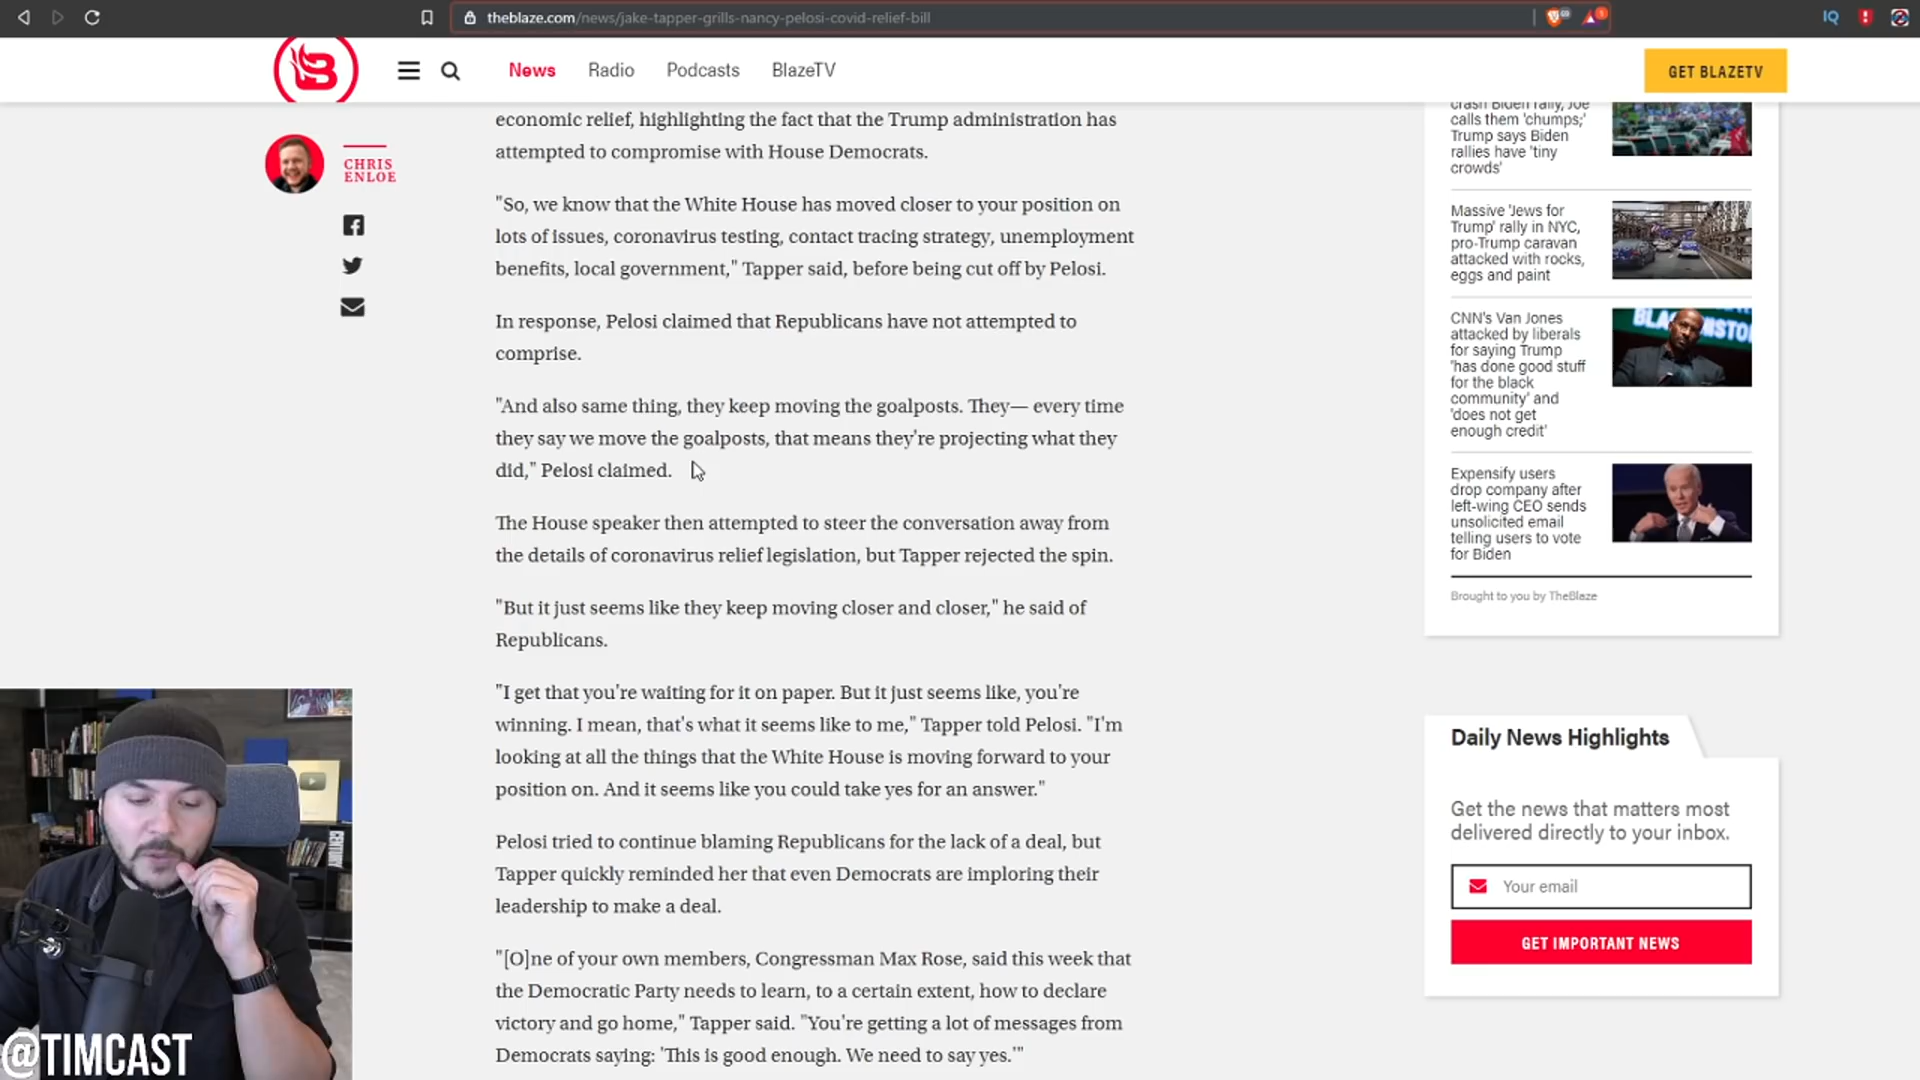 theblaze.com/news/jake-tapper-grills-nancy-pelosi-covid-relief-bill
IQ
News
Radio
Podcasts
BlazeTV
GET BLAZETV
CHRIS
ENLOE
economic relief, highlighting the fact that the Trump administration has
attempted to compromise with House Democrats.
"So, we know that the White House has moved closer to your position on
lots of issues, coronavirus testing, contact tracing strategy, unemployment
benefits, local government," Tapper said, before being cut off by Pelosi.
In response, Pelosi claimed that Republicans have not attempted to
comprise.
"And also same thing, they keep moving the goalposts. They— every time
they say we move the goalposts, that means they're projecting what they
did," Pelosi claimed.
The House speaker then attempted to steer the conversation away from
the details of coronavirus relief legislation, but Tapper rejected the spin.
"But it just seems like they keep moving closer and closer," he said of
Republicans.
"I get that you're waiting for it on paper. But it just seems like, you're
winning. I mean, that's what it seems like to me," Tapper told Pelosi. "I'm
looking at all the things that the White House is moving forward to your
position on. And it seems like you could take yes for an answer."
Pelosi tried to continue blaming Republicans for the lack of a deal, but
Tapper quickly reminded her that even Democrats are imploring their
leadership to make a deal.
"[O]ne of your own members, Congressman Max Rose, said this week that
the Democratic Party needs to learn, to a certain extent, how to declare
victory and go home," Tapper said. "You're getting a lot of messages from
Democrats saying: 'This is good enough. We need to say yes.'"
crash Biden rally, Joe
calls them 'chumps;'
Trump says Biden
rallies have 'tiny
crowds'
Massive 'Jews for
Trump' rally in NYC,
pro-Trump caravan
attacked with rocks,
eggs and paint
CNN's Van Jones
attacked by liberals
for saying Trump
'has done good stuff
for the black
community' and
'does not get
enough credit'
Expensify users
drop company after
left-wing CEO sends
unsolicited email
telling users to vote
for Biden
Brought to you by TheBlaze
Daily News Highlights
Get the news that matters most
delivered directly to your inbox.
Your email
GET IMPORTANT NEWS
@TIMCAST